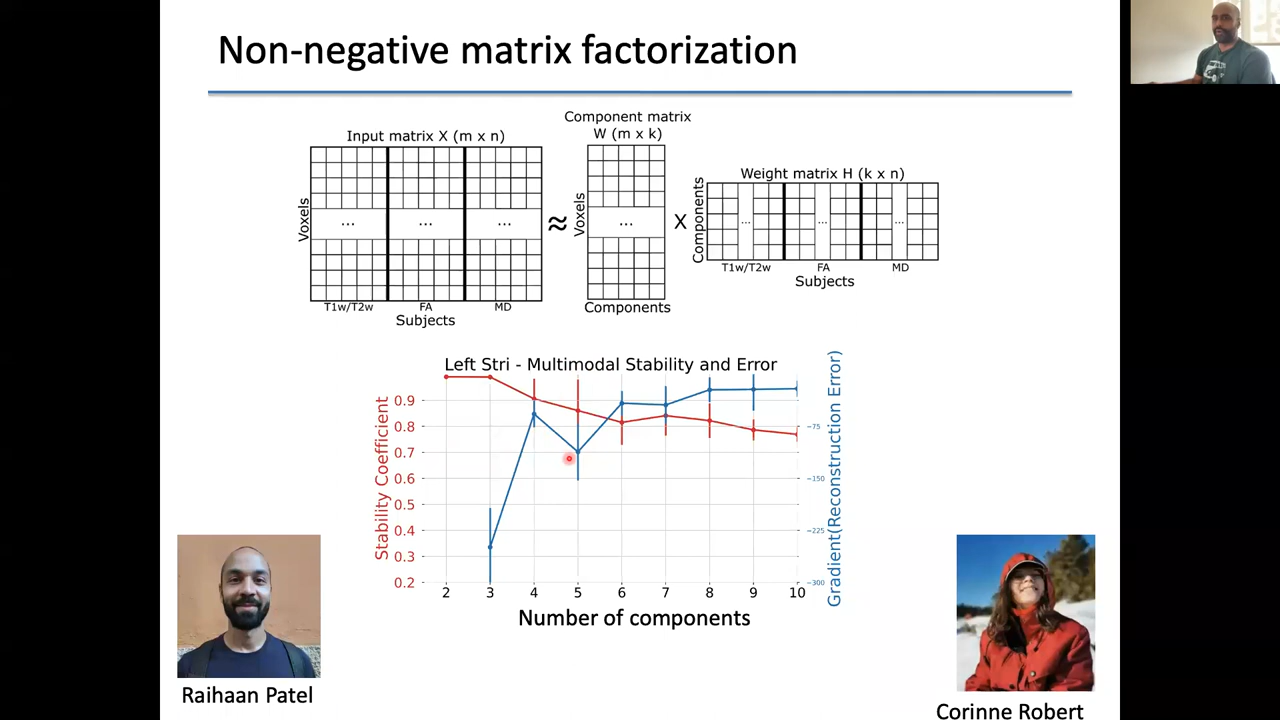 Non-negative matrix factorization
Input matrix X (m x n)
Voxels
... ... ...
T1w/T2w FA MD
Subjects
≈
Component matrix
W (m x k)
Voxels
...
Components
X
Weight matrix H (k x n)
Components
... ... ...
T1w/T2w FA MD
Subjects
Left Stri - Multimodal Stability and Error
Stability Coefficient
0.9
0.8
0.7
0.6
0.5
0.4
0.3
0.2
−75
−150
−225
−300
Gradient(Reconstruction Error)
2 3 4 5 6 7 8 9 10
Number of components
Raihaan Patel
Corinne Robert